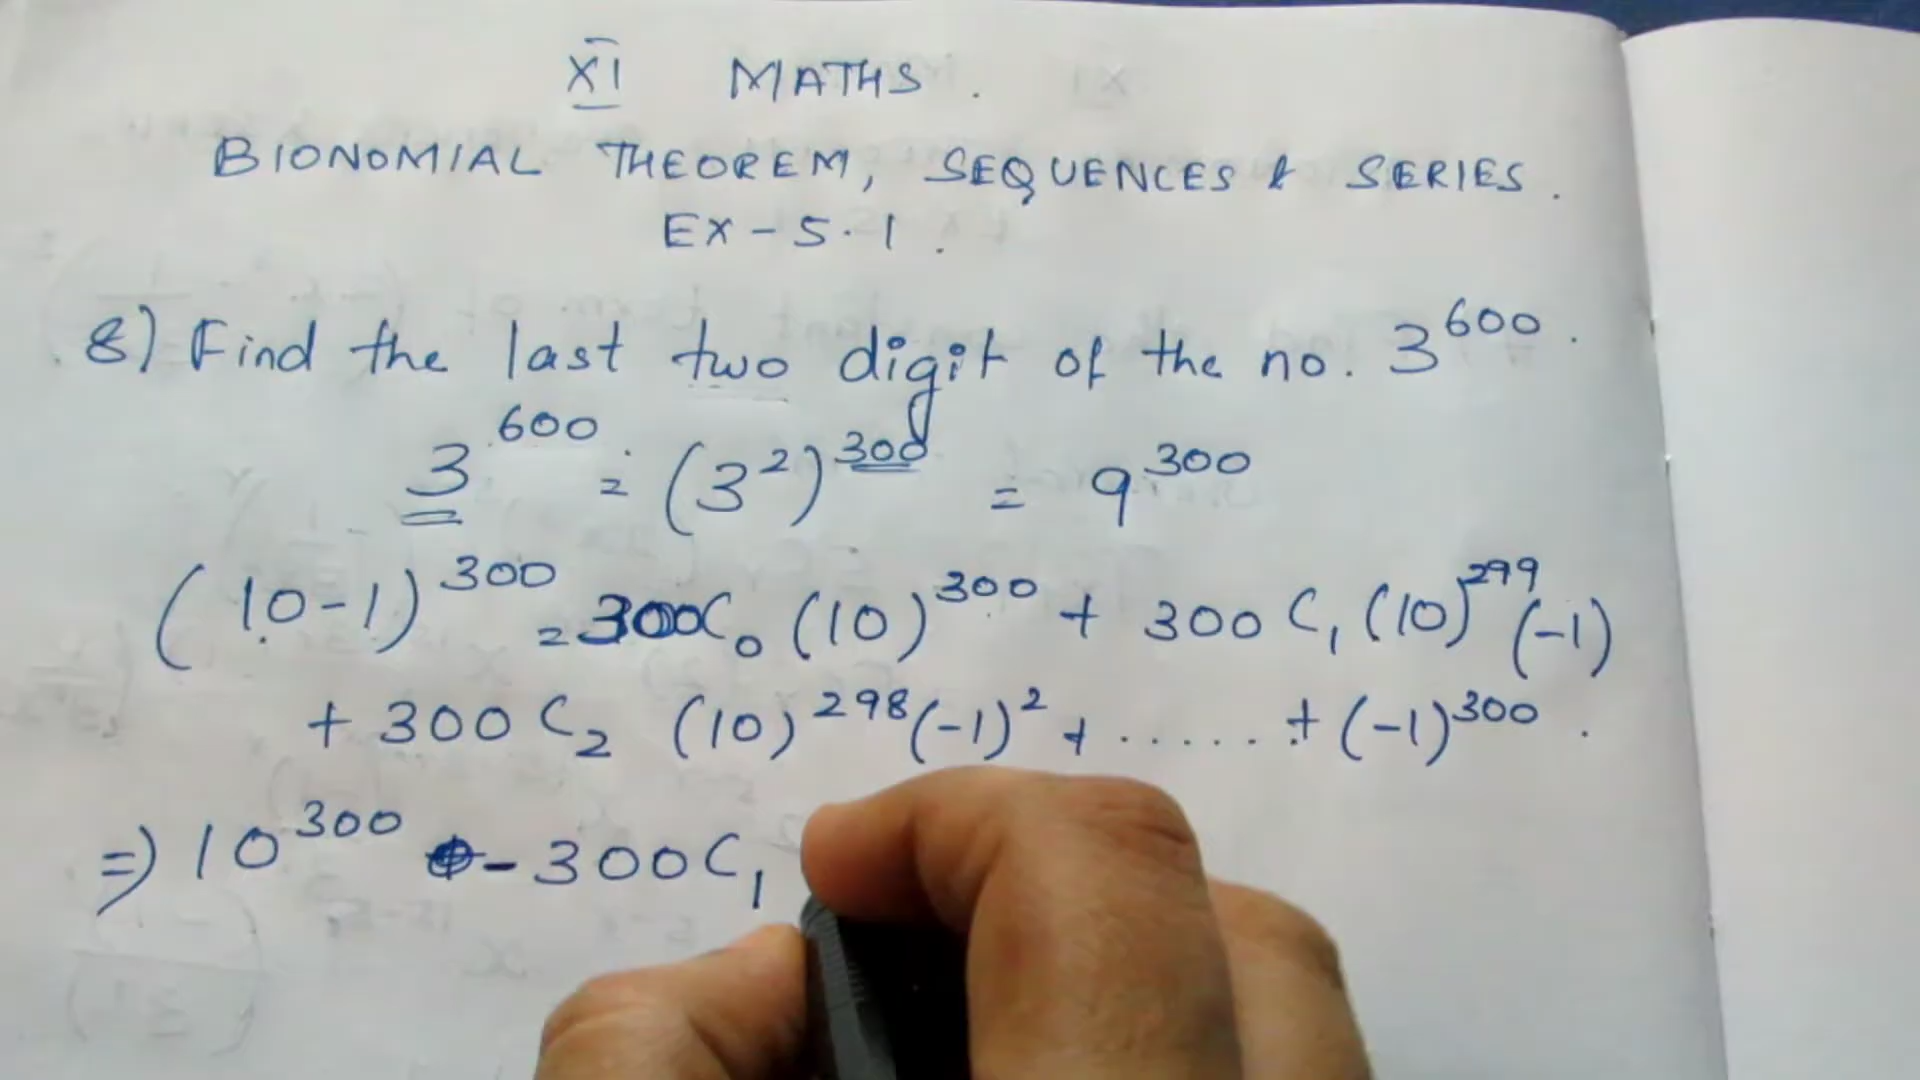 XI MATHS.
BIONOMIAL THEOREM, SEQUENCES & SERIES.
EX-5.1.
8) Find the last two digit of the no. 3^600.
3^600 = (3^2)^300 = 9^300
(10-1)^300 = 300C₀ (10)^300 + 300C₁ (10)^299 (-1)
+ 300C₂ (10)^298 (-1)^2 + ..... + (-1)^300.
⇒ 10^300 - 300C₁